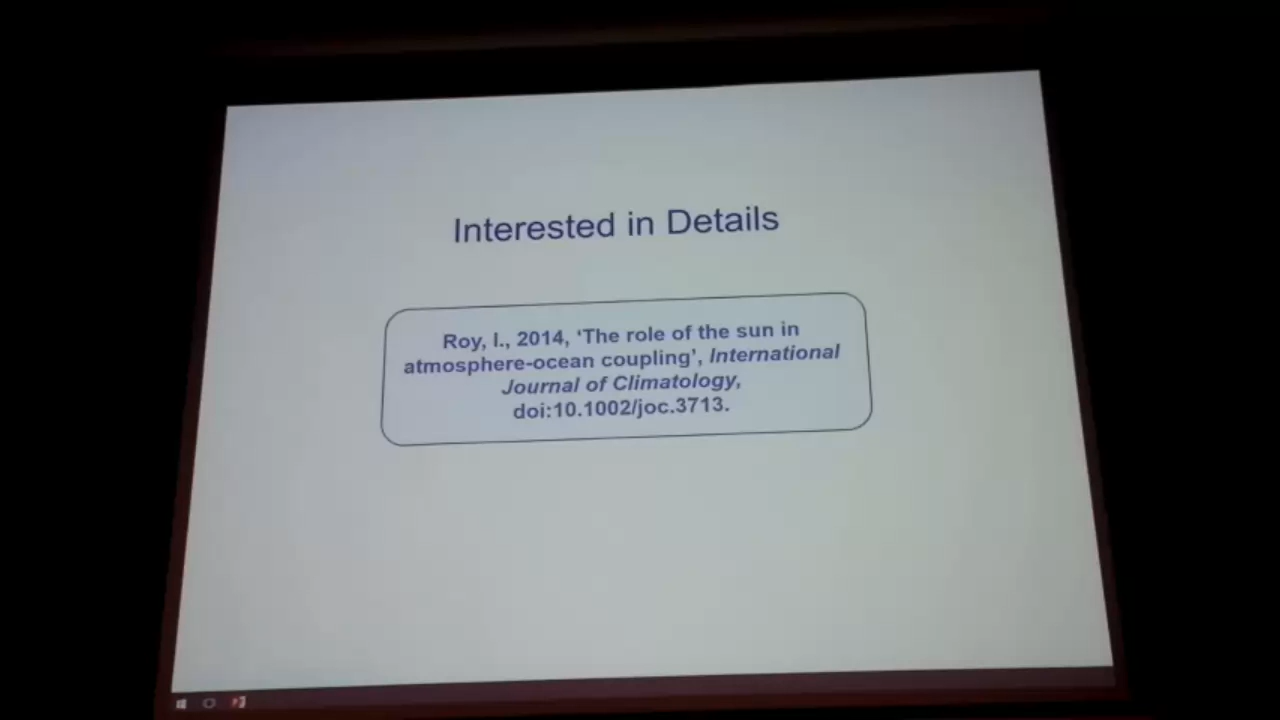 Interested in Details
Roy, I., 2014, ‘The role of the sun in
atmosphere-ocean coupling’, International
Journal of Climatology,
doi:10.1002/joc.3713.